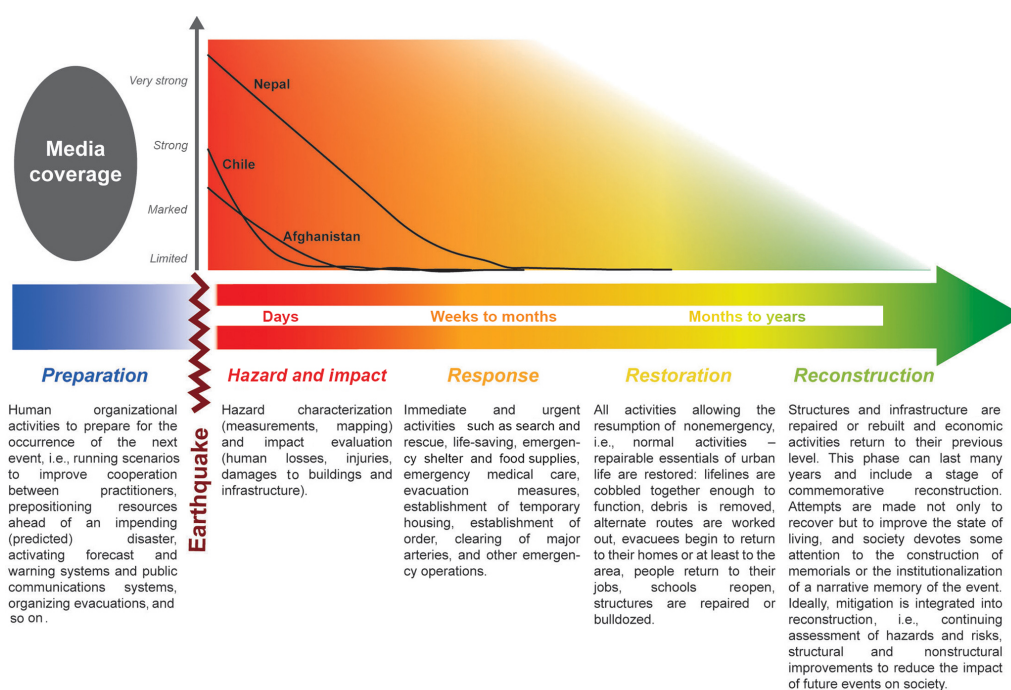 Media
coverage
Very strong
Strong
Marked
Limited
Nepal
Chile
Afghanistan
Days
Weeks to months
Months to years
Earthquake
Preparation
Human organizational
activities to prepare for the
occurrence of the next
event, i.e., running scenarios
to improve cooperation
between practitioners,
prepositioning resources
ahead of an impending
(predicted) disaster,
activating forecast and
warning systems and public
communications systems,
organizing evacuations, and
so on.
Hazard and impact
Hazard characterization
(measurements, mapping)
and impact evaluation
(human losses, injuries,
damages to buildings and
infrastructure).
Response
Immediate and urgent
activities such as search and
rescue, life-saving, emergen-
cy shelter and food supplies,
emergency medical care,
evacuation measures,
establishment of temporary
housing, establishment of
order, clearing of major
arteries, and other emergen-
cy operations.
Restoration
All activities allowing the
resumption of nonemergency,
i.e., normal activities –
repairable essentials of urban
life are restored: lifelines are
cobbled together enough to
function, debris is removed,
alternate routes are worked
out, evacuees begin to return
to their homes or at least to the
area, people return to their
jobs, schools reopen,
structures are repaired or
bulldozed.
Reconstruction
Structures and infrastructure are
repaired or rebuilt and economic
activities return to their previous
level. This phase can last many
years and include a stage of
commemorative reconstruction.
Attempts are made not only to
recover but to improve the state of
living, and society devotes some
attention to the construction of
memorials or the institutionalization
of a narrative memory of the event.
Ideally, mitigation is integrated into
reconstruction, i.e., continuing
assessment of hazards and risks,
structural and nonstructural
improvements to reduce the impact
of future events on society.